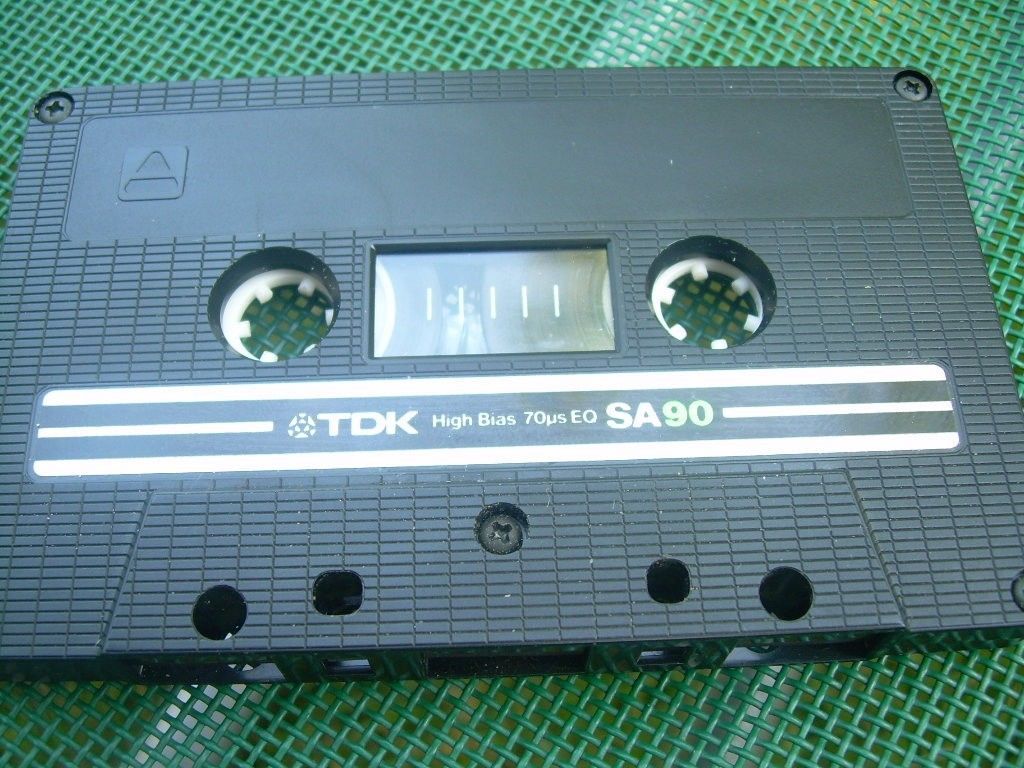 A
TDK High Bias 70µs EQ SA90